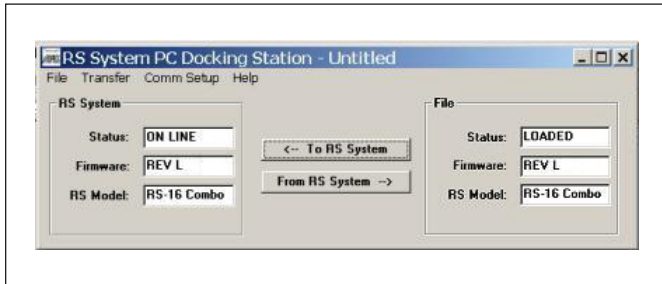 RS System PC Docking Station - Untitled
File Transfer Comm Setup Help
RS System
Status: ON LINE
Firmware: REV L
RS Model: RS-16 Combo
<-- To RS System
From RS System -->
File
Status: LOADED
Firmware: REV L
RS Model: RS-16 Combo